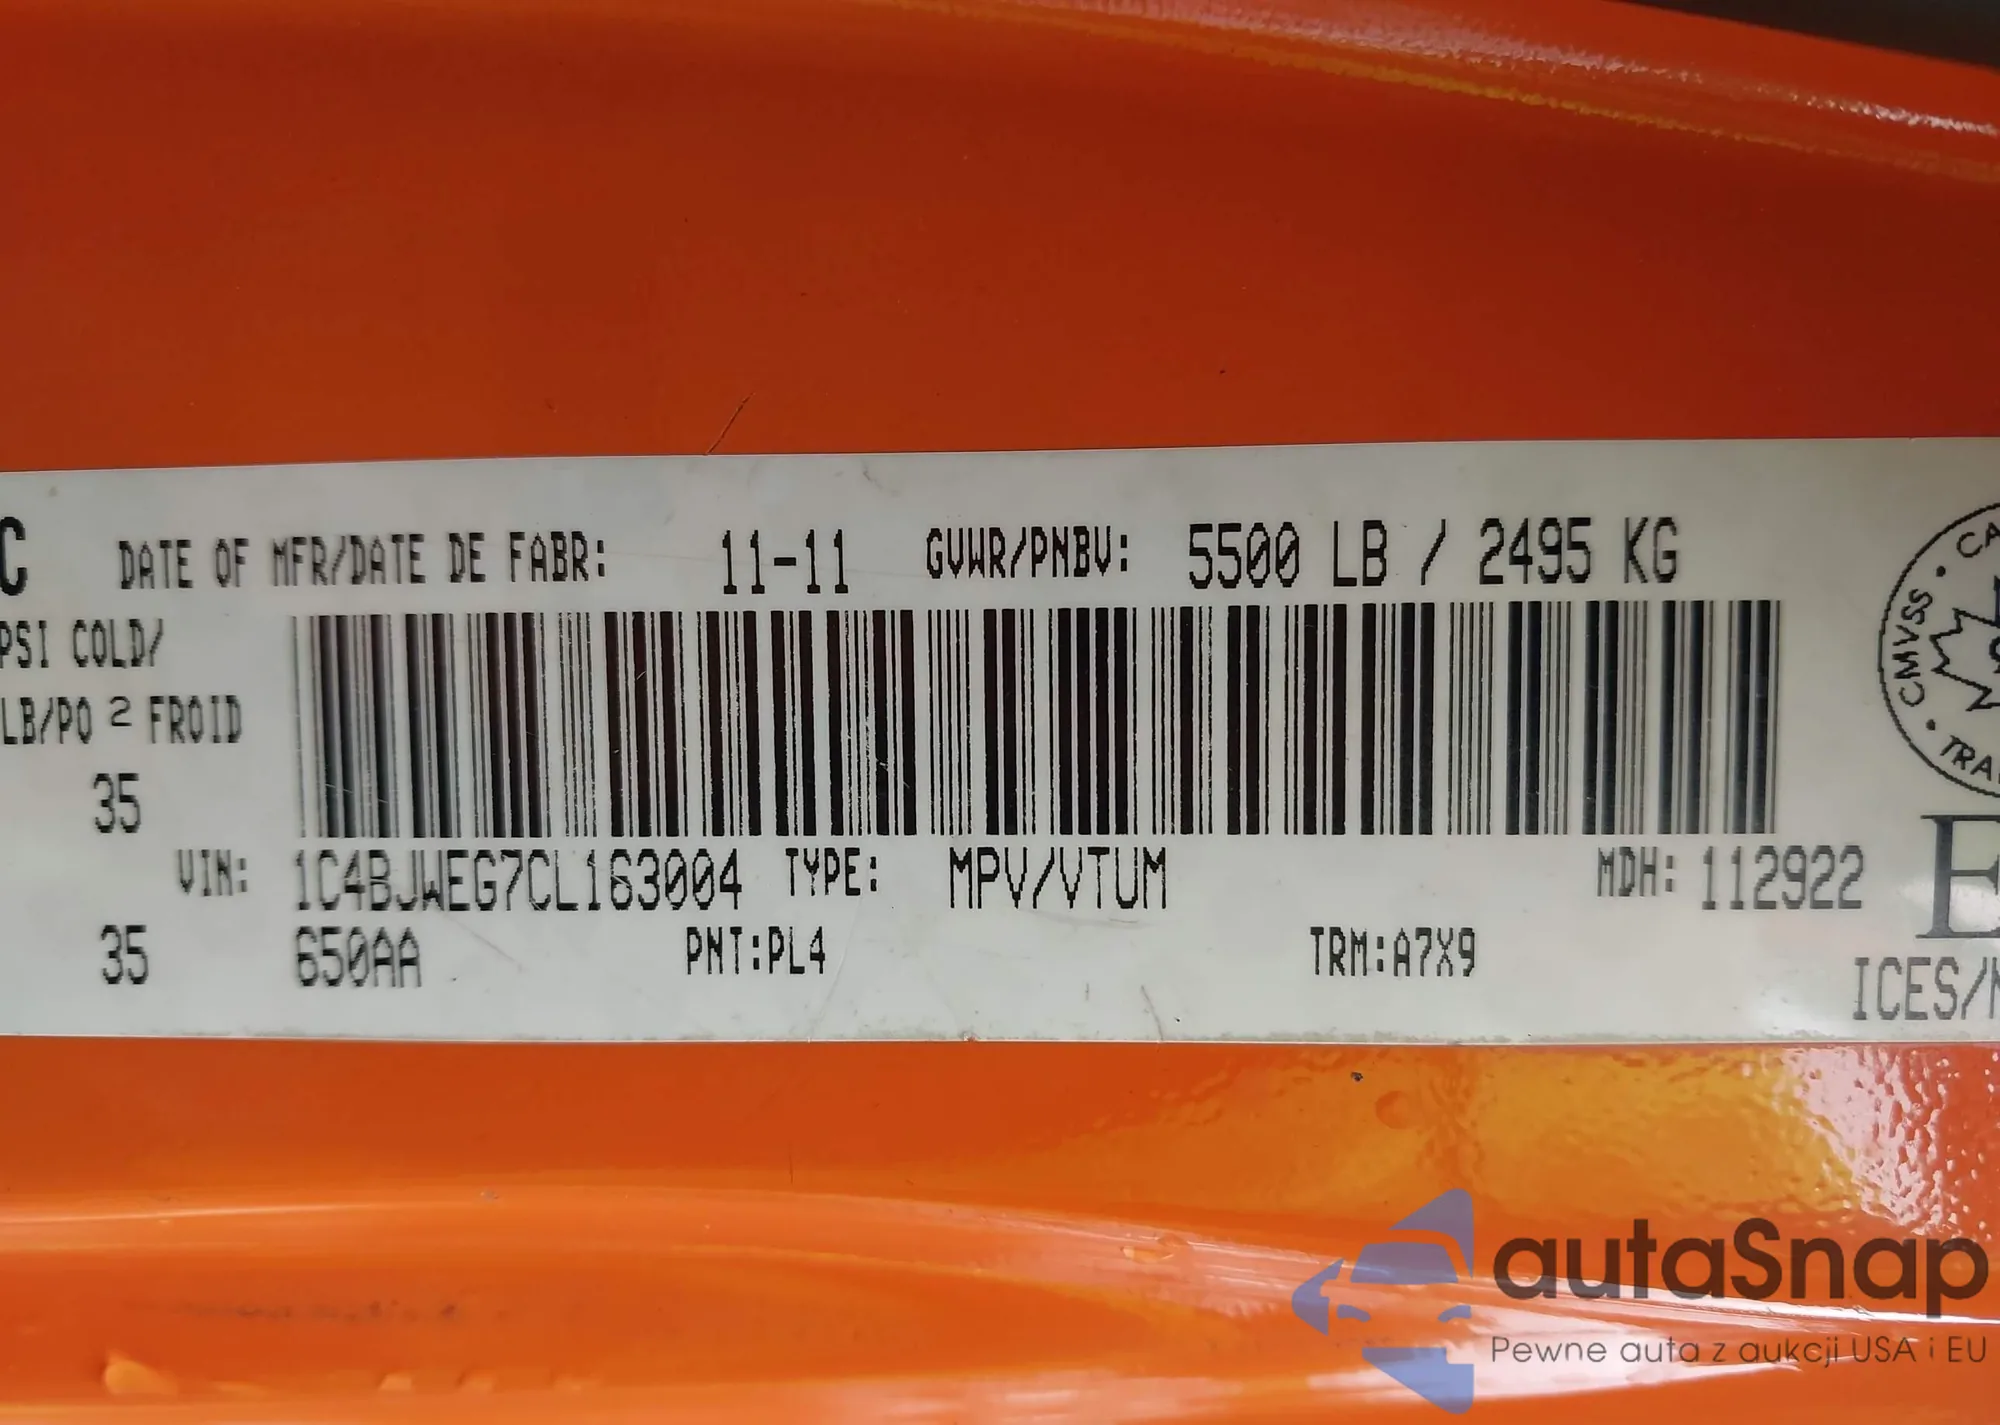 C DATE OF MFR/DATE DE FABR: 11-11 GVWR/PNBV: 5500 LB / 2495 KG
PSI COLD/
LB/PO 2 FROID
35
VIN: 1C4BJWEG7CL163004 TYPE: MPV/VTUM MDH: 112922
35 650AA PNT:PL4 TRM:A7X9
CMVSS
E
ICES/
autaSnap
Pewne auta z aukcji USA i EU